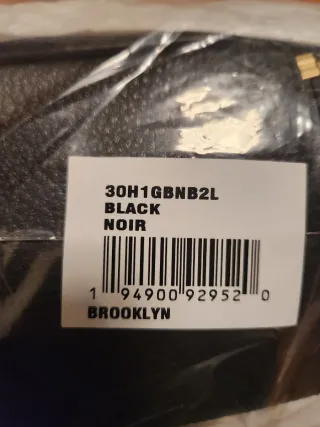 30H1GBNB2L
BLACK
NOIR
1 94900 92952 0
BROOKLYN